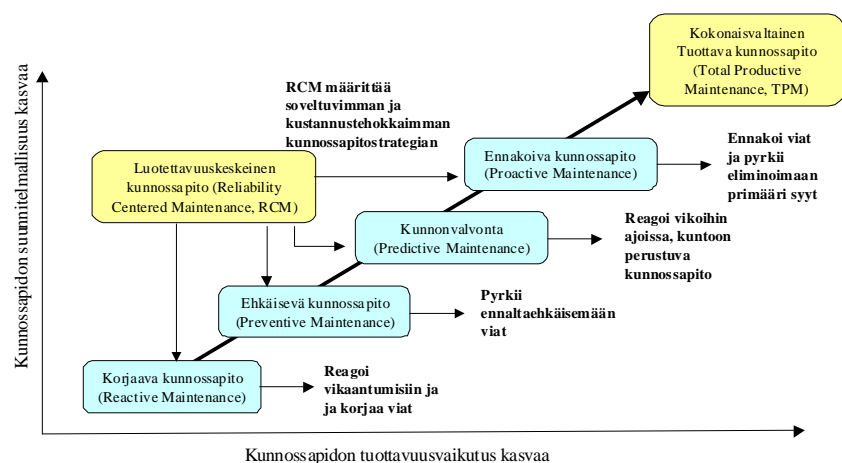 Kokonaisvaltainen
Tuottava kunnossapito
(Total Productive
Maintenance, TPM)
RCM määrittää
soveltuvimman ja
kustannustehokkaimman
kunnossapitostrategian
Ennakoiva kunnossapito
(Proactive Maintenance)
Ennakoi viat
ja pyrkii
eliminoimaan
primääri syyt
Luotettavuuskeskeinen
kunnossapito (Reliability
Centered Maintenance, RCM)
Kunnonvalvonta
(Predictive Maintenance)
Reagoi vikoihin
ajoissa, kuntoon
perustuva
kunnossapito
Ehkäisevä kunnossapito
(Preventive Maintenance)
Pyrkii
ennaltaehkäisemään
viat
Korjaava kunnossapito
(Reactive Maintenance)
Reagoi
vikaantumisiin ja
ja korjaa viat
Kunnossapidon suunnitelmallisuus kasvaa
Kunnossapidon tuottavuusvaikutus kasvaa